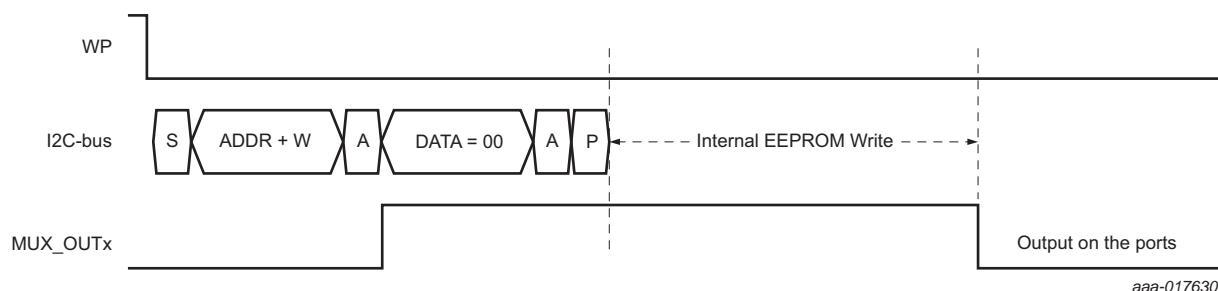 WP
I2C-bus S ADDR + W A DATA = 00 A P Internal EEPROM Write
MUX_OUTx Output on the ports
aaa-017630